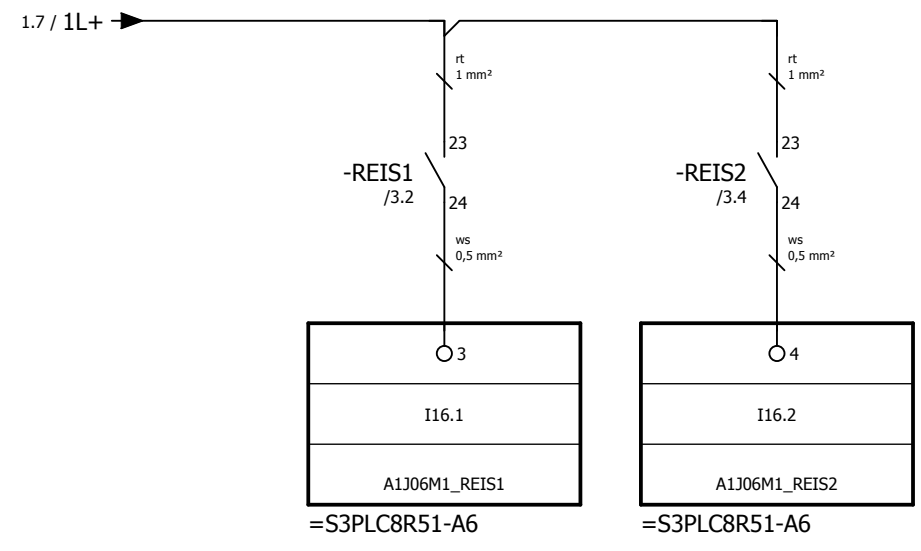 1.7 / 1L+
rt
1 mm²
rt
1 mm²
23
23
-REIS1
/3.2
-REIS2
/3.4
24
24
ws
0,5 mm²
ws
0,5 mm²
3
4
I16.1
I16.2
A1J06M1_REIS1
A1J06M1_REIS2
=S3PLC8R51-A6
=S3PLC8R51-A6